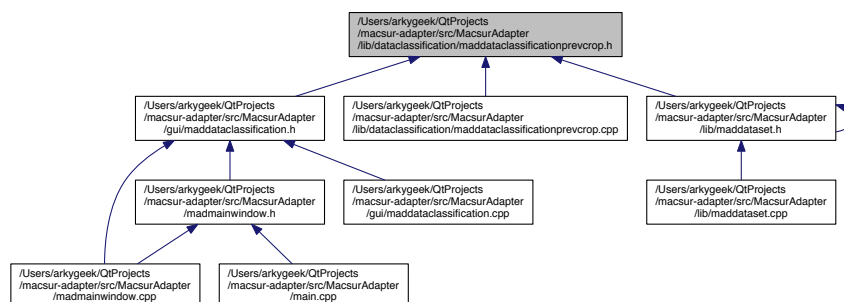 /Users/arkygeek/QtProjects
/macsur-adapter/src/MacsurAdapter
/lib/dataclassification/maddataclassificationprevcrop.h
/Users/arkygeek/QtProjects
/macsur-adapter/src/MacsurAdapter
/gui/maddataclassification.h
/Users/arkygeek/QtProjects
/macsur-adapter/src/MacsurAdapter
/lib/dataclassification/maddataclassificationprevcrop.cpp
/Users/arkygeek/QtProjects
/macsur-adapter/src/MacsurAdapter
/lib/maddataset.h
/Users/arkygeek/QtProjects
/macsur-adapter/src/MacsurAdapter
/madmainwindow.h
/Users/arkygeek/QtProjects
/macsur-adapter/src/MacsurAdapter
/gui/maddataclassification.cpp
/Users/arkygeek/QtProjects
/macsur-adapter/src/MacsurAdapter
/lib/maddataset.cpp
/Users/arkygeek/QtProjects
/macsur-adapter/src/MacsurAdapter
/madmainwindow.cpp
/Users/arkygeek/QtProjects
/macsur-adapter/src/MacsurAdapter
/main.cpp